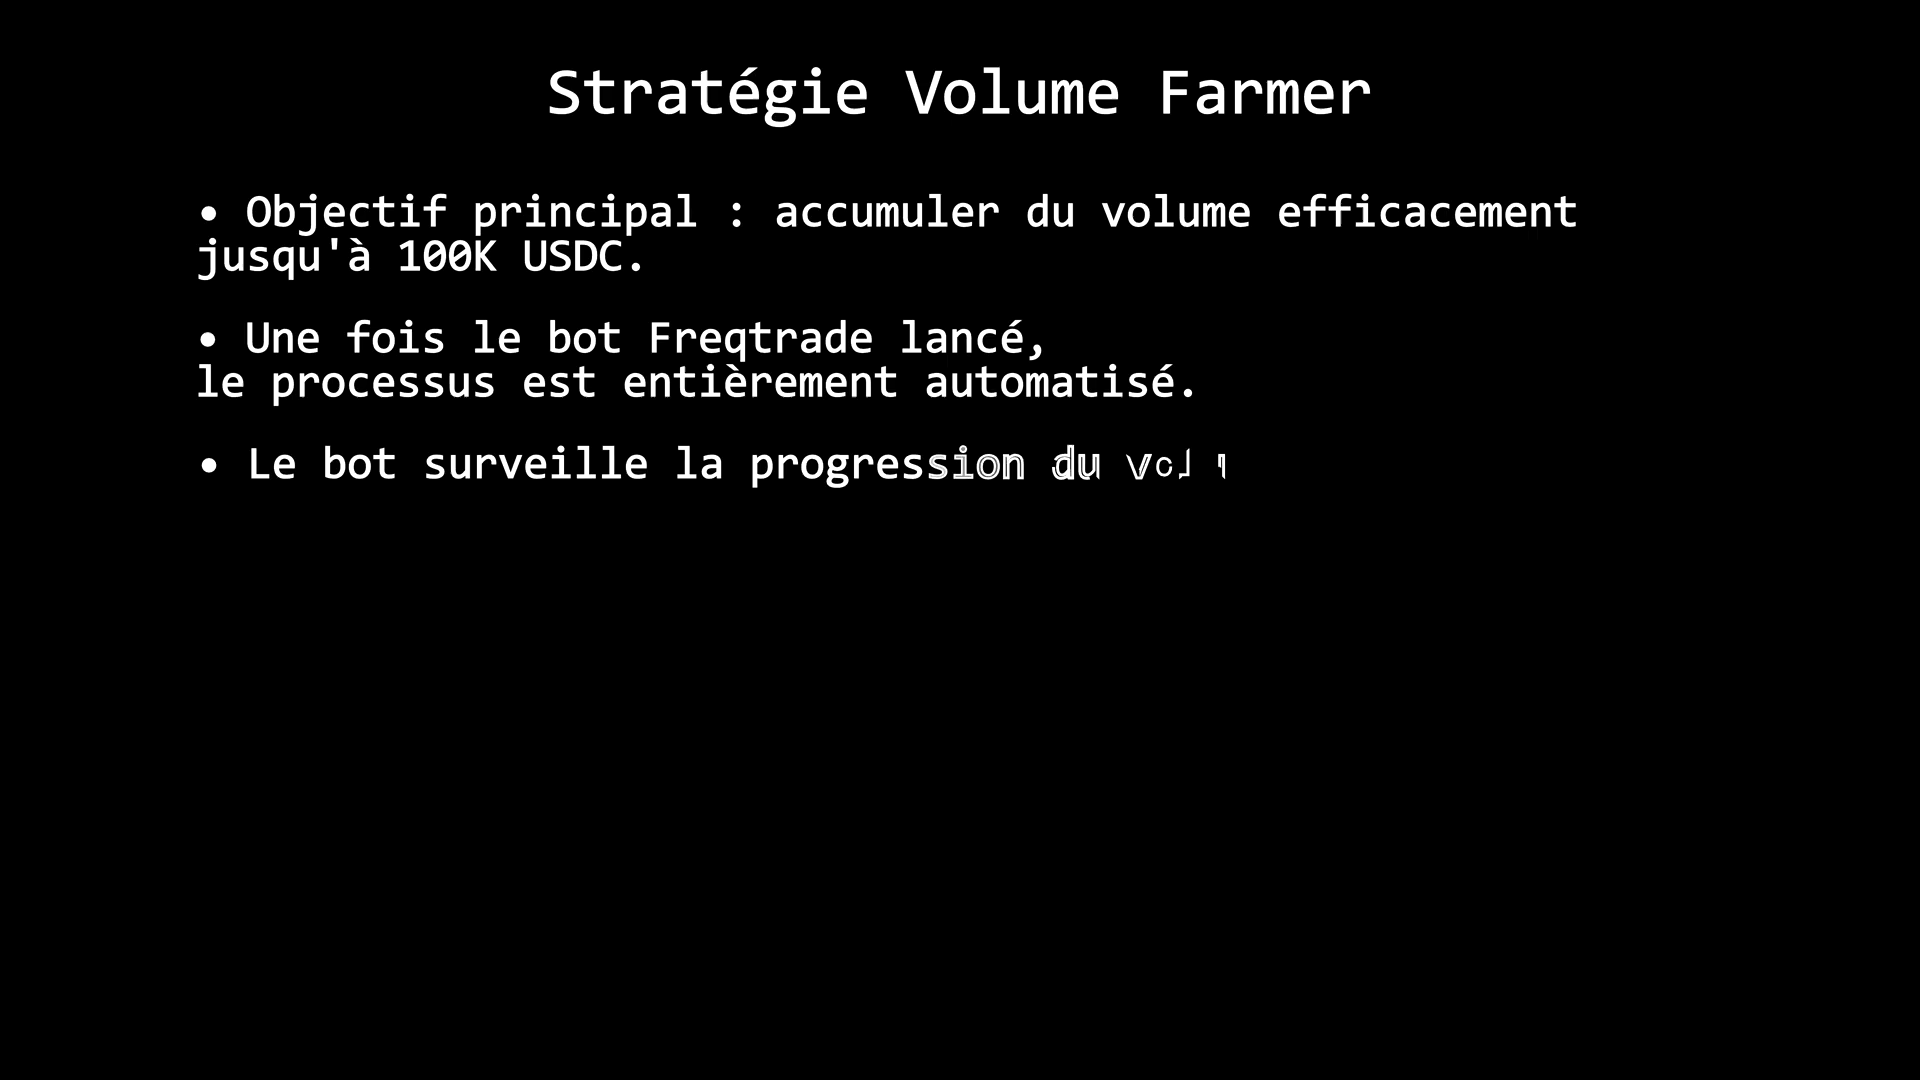 Stratégie Volume Farmer
• Objectif principal : accumuler du volume efficacement
jusqu'à 100K USDC.
• Une fois le bot Freqtrade lancé,
le processus est entièrement automatisé.
• Le bot surveille la progression du